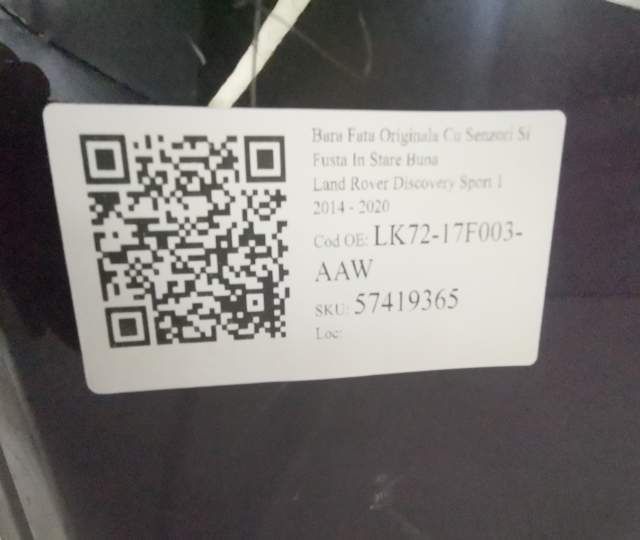 Bara Fata Originala Cu Senzori Si
Fusta In Stare Buna
Land Rover Discovery Sport 1
2014 - 2020
Cod OE: LK72-17F003-
AAW
SKU: 57419365
Loc: